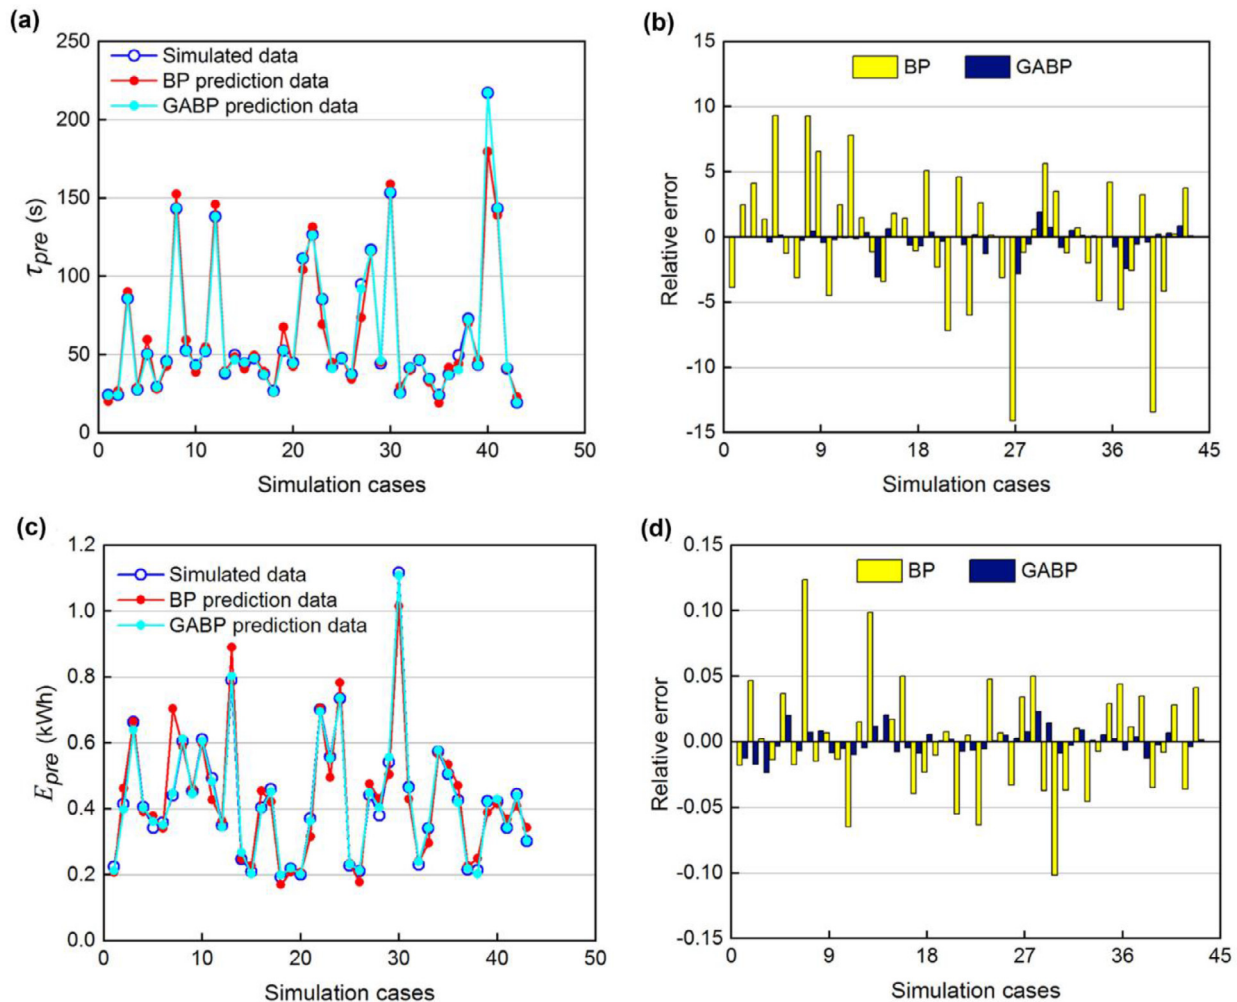 (a)
250
200
150
100
50
0
0 10 20 30 40 50
τpre (s)
Simulation cases
Simulated data
BP prediction data
GABP prediction data
(b)
15
10
5
0
-5
-10
-15
0 9 18 27 36 45
Relative error
Simulation cases
BP GABP
(c)
1.2
1.0
0.8
0.6
0.4
0.2
0.0
0 10 20 30 40 50
Epre (kWh)
Simulation cases
Simulated data
BP prediction data
GABP prediction data
(d)
0.15
0.10
0.05
0.00
-0.05
-0.10
-0.15
0 9 18 27 36 45
Relative error
Simulation cases
BP GABP